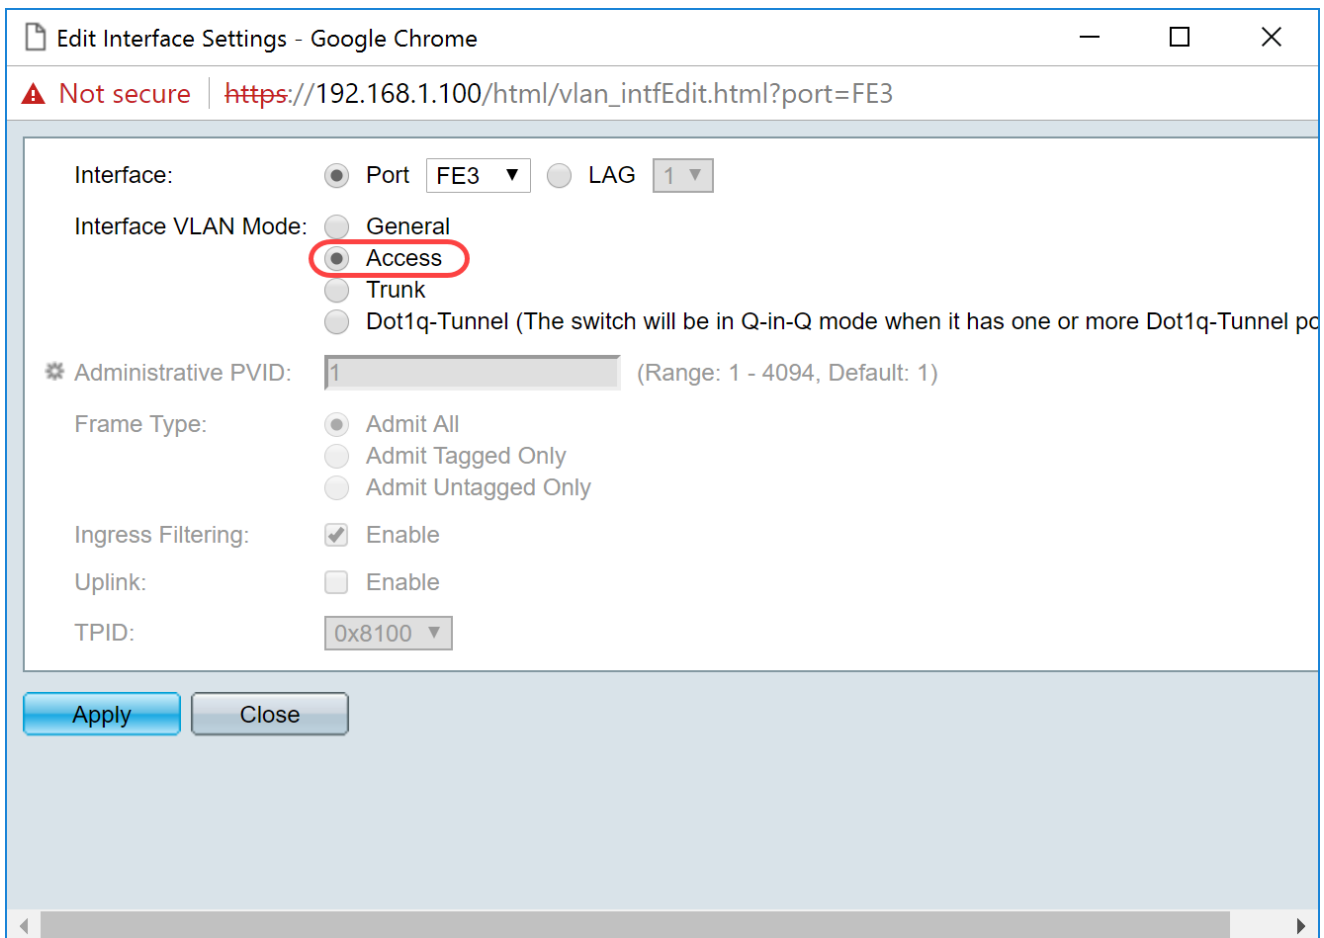 Edit Interface Settings - Google Chrome
Not secure https://192.168.1.100/html/vlan_intfEdit.html?port=FE3
Interface: Port FE3 LAG 1
Interface VLAN Mode: General
Access
Trunk
Dot1q-Tunnel (The switch will be in Q-in-Q mode when it has one or more Dot1q-Tunnel po
Administrative PVID: 1 (Range: 1 - 4094, Default: 1)
Frame Type: Admit All
Admit Tagged Only
Admit Untagged Only
Ingress Filtering: Enable
Uplink: Enable
TPID: 0x8100
Apply Close